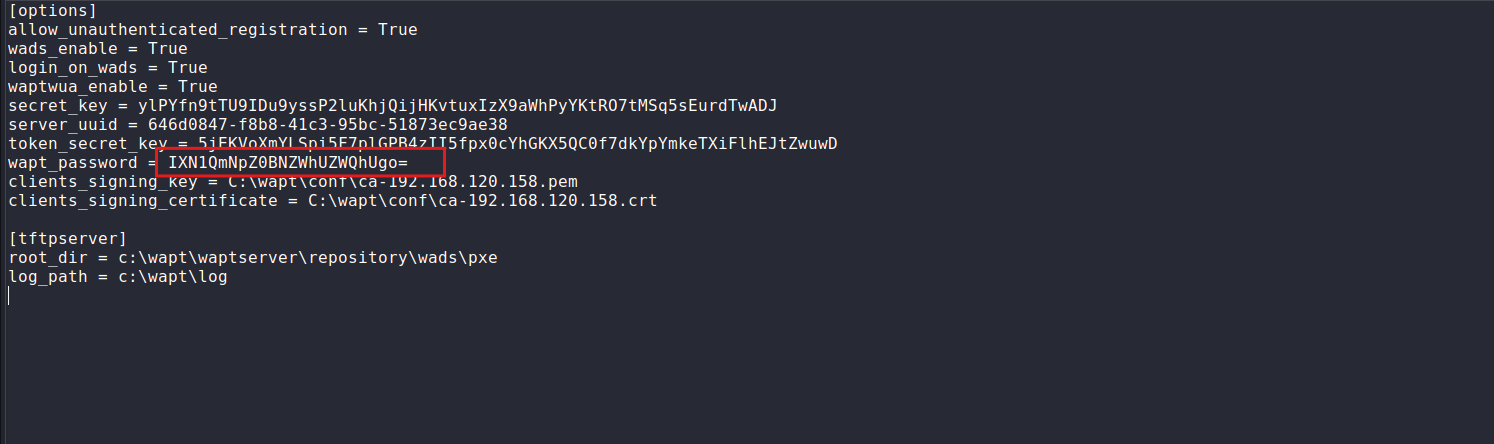 [options]
allow_unauthenticated_registration = True
wads_enable = True
login_on_wads = True
waptwua_enable = True
secret_key = ylPYfn9tTU9IDu9yssP2luKhjQijHKvtuxIzX9aWhPyYKtRO7tMSq5sEurdTwADJ
server_uuid = 646d0847-f8b8-41c3-95bc-51873ec9ae38
token_secret_key =
wapt_password = IXN1QmNpZ0BNZWhUZWQhUgo=
clients_signing_key = C:\wapt\conf\ca-192.168.120.158.pem
clients_signing_certificate = C:\wapt\conf\ca-192.168.120.158.crt
[tftpserver]
root_dir = c:\wapt\waptserver\repository\wads\pxe
log_path = c:\wapt\log